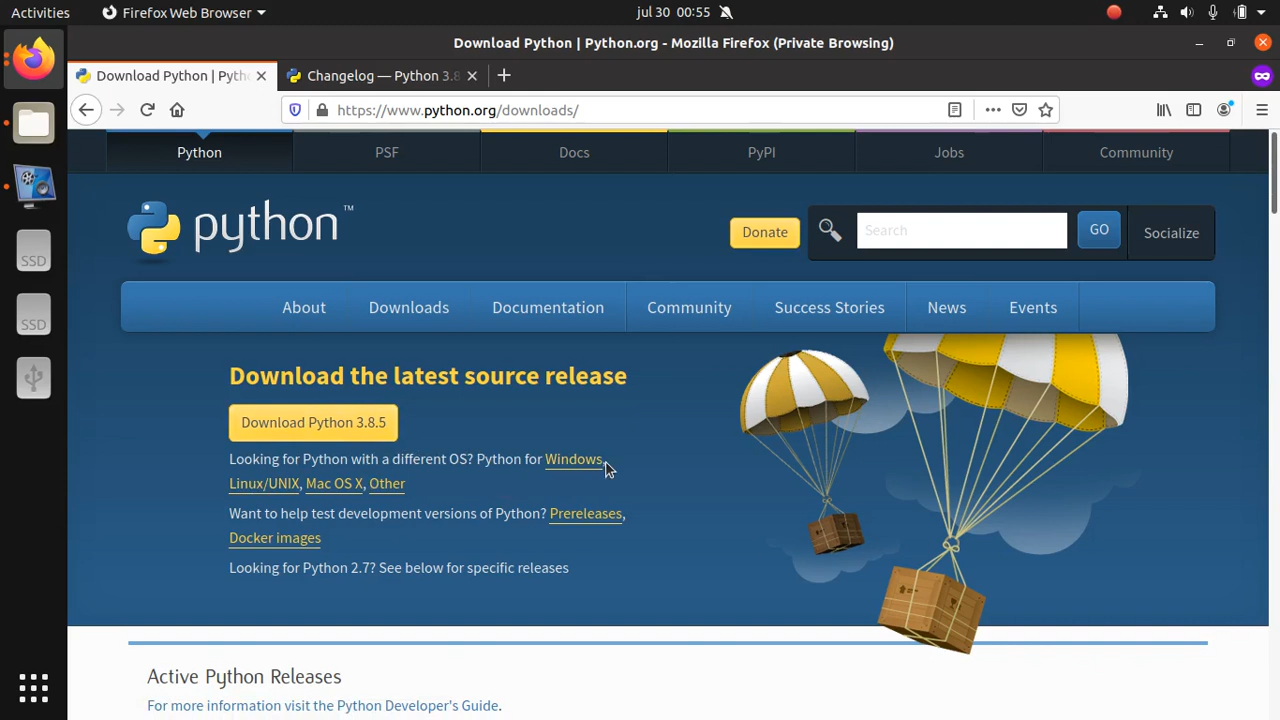 Activities
Firefox Web Browser
jul 30 00:55
Download Python | Python.org - Mozilla Firefox (Private Browsing)
Download Python | Pyth
Changelog — Python 3.8
https://www.python.org/downloads/
Python
PSF
Docs
PyPI
Jobs
Community
python™
Donate
Search
GO
Socialize
About
Downloads
Documentation
Community
Success Stories
News
Events
Download the latest source release
Download Python 3.8.5
Looking for Python with a different OS? Python for Windows,
Linux/UNIX, Mac OS X, Other
Want to help test development versions of Python? Prereleases,
Docker images
Looking for Python 2.7? See below for specific releases
Active Python Releases
For more information visit the Python Developer's Guide.
SSD
SSD